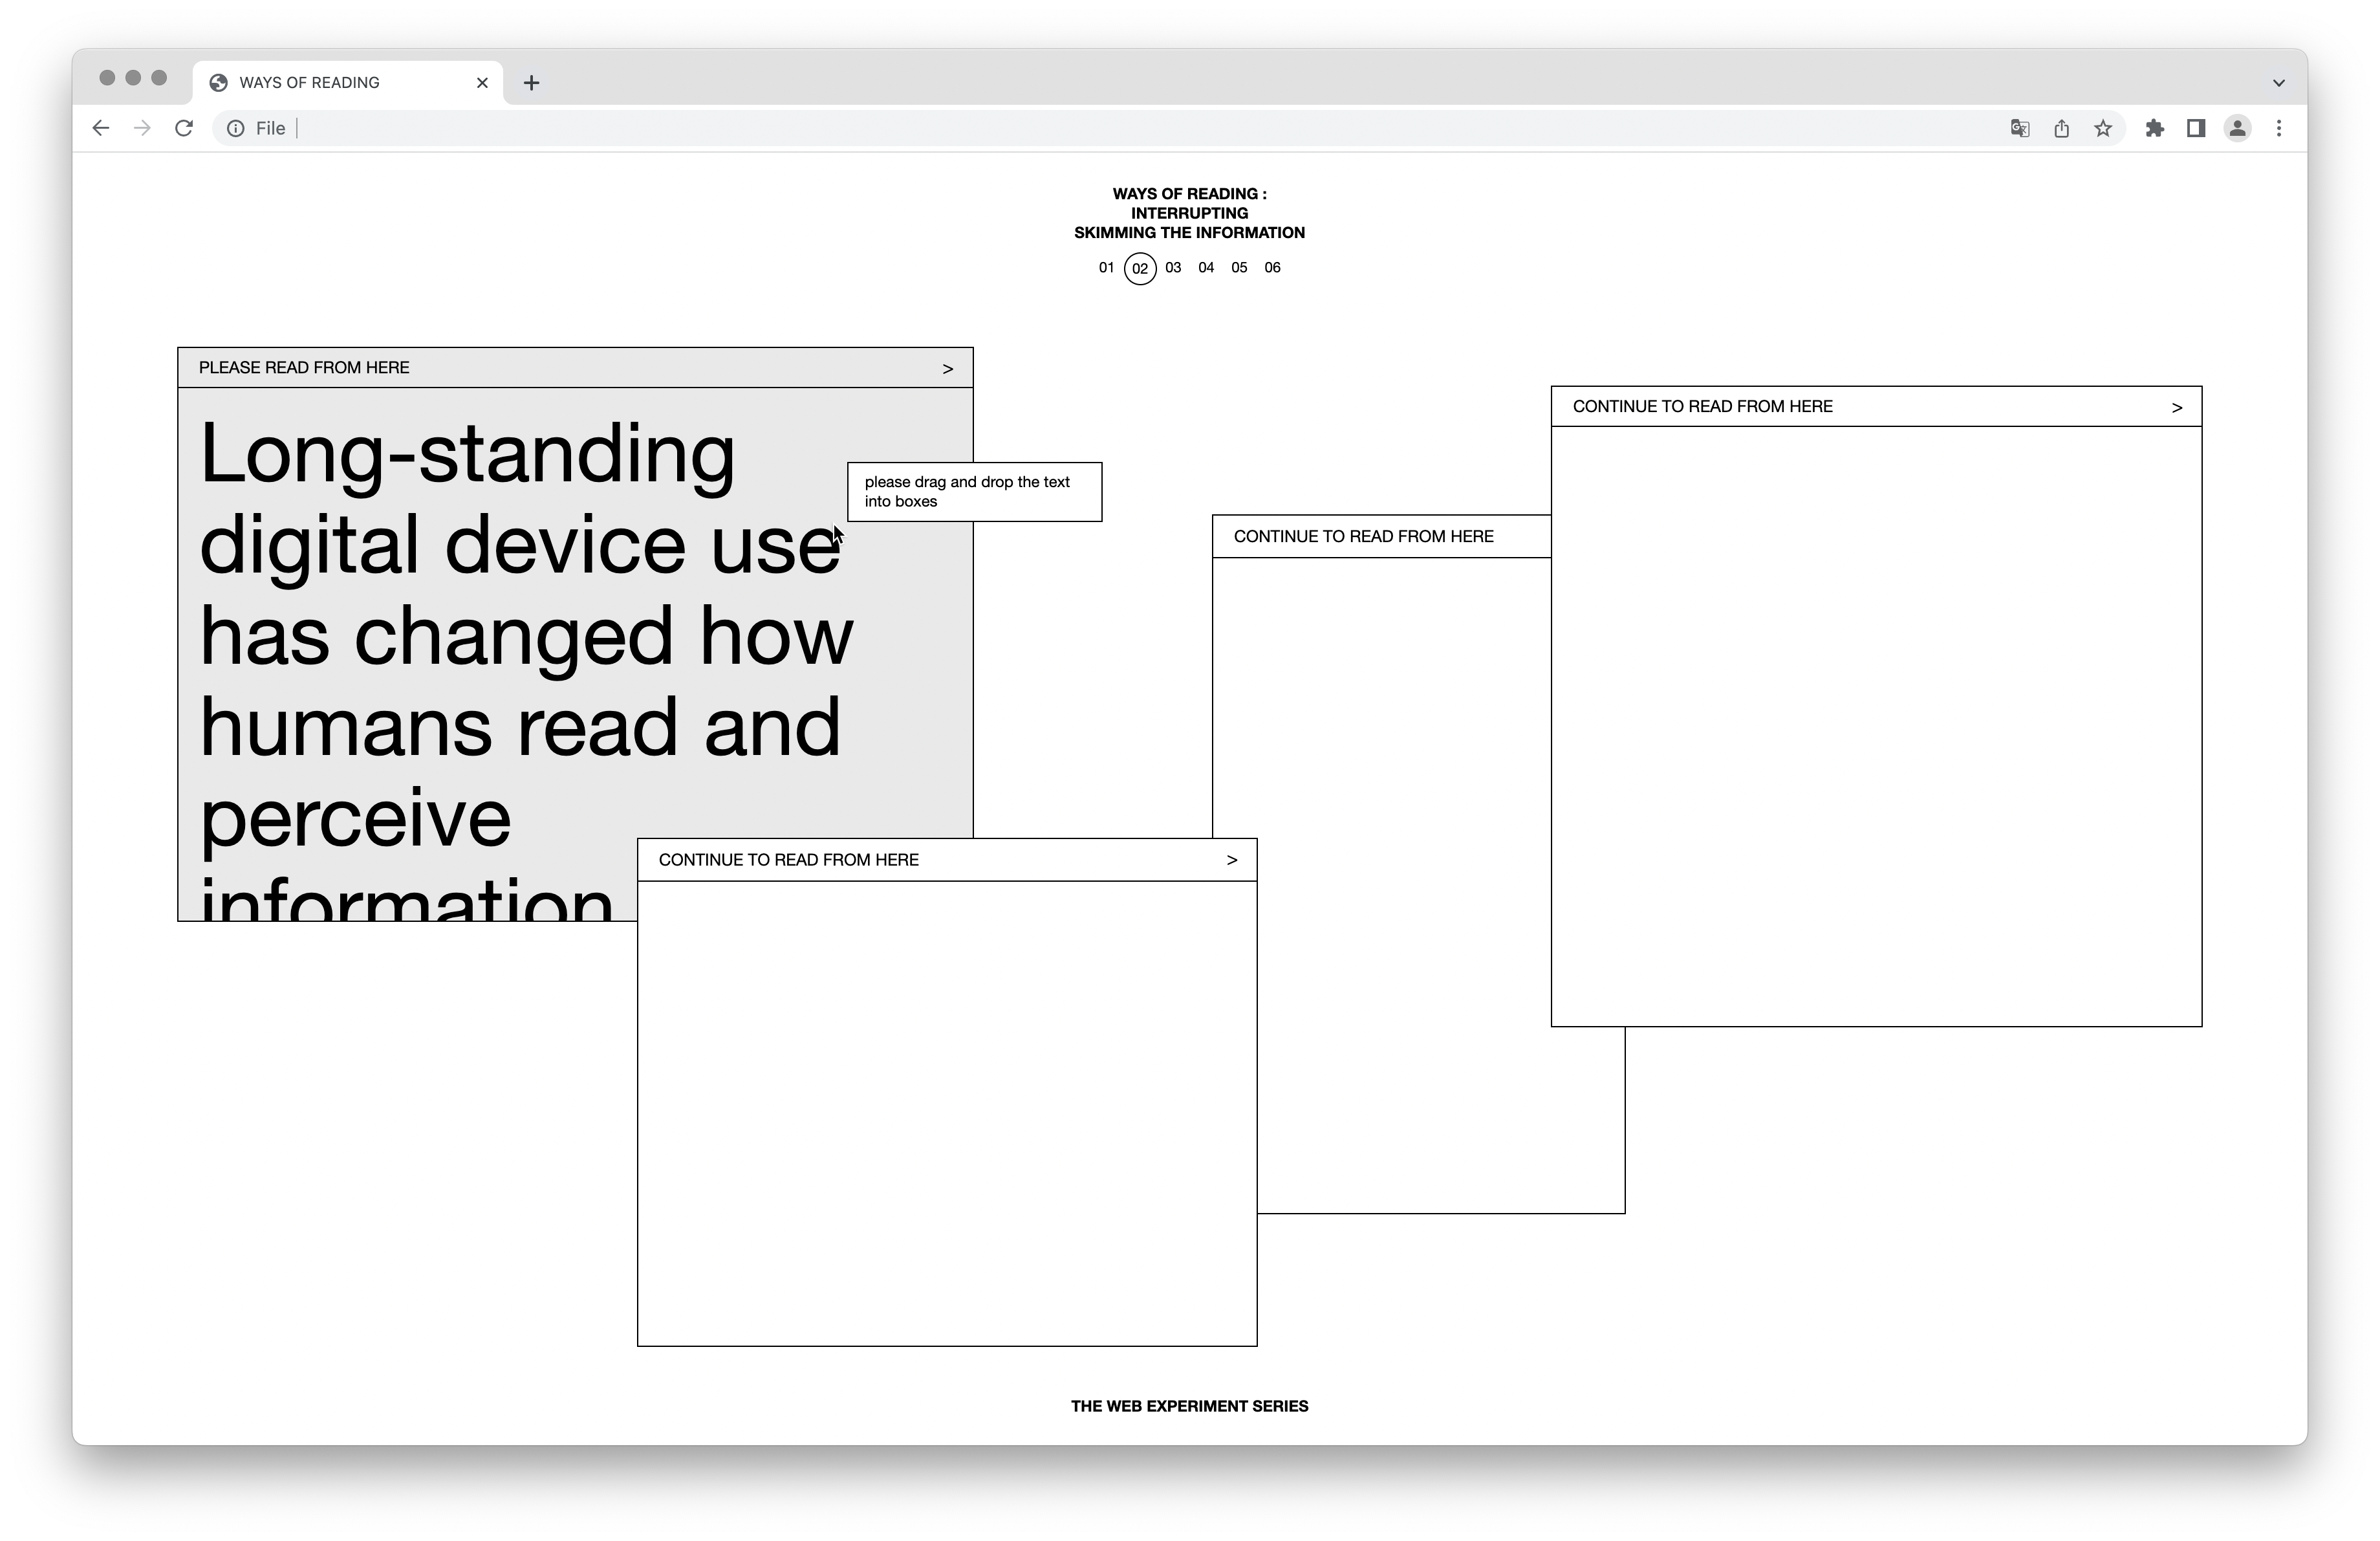 WAYS OF READING
File
WAYS OF READING :
INTERRUPTING
SKIMMING THE INFORMATION
01 02 03 04 05 06
PLEASE READ FROM HERE >
Long-standing
digital device use
has changed how
humans read and
perceive
information
please drag and drop the text
into boxes
CONTINUE TO READ FROM HERE >
CONTINUE TO READ FROM HERE
CONTINUE TO READ FROM HERE >
THE WEB EXPERIMENT SERIES